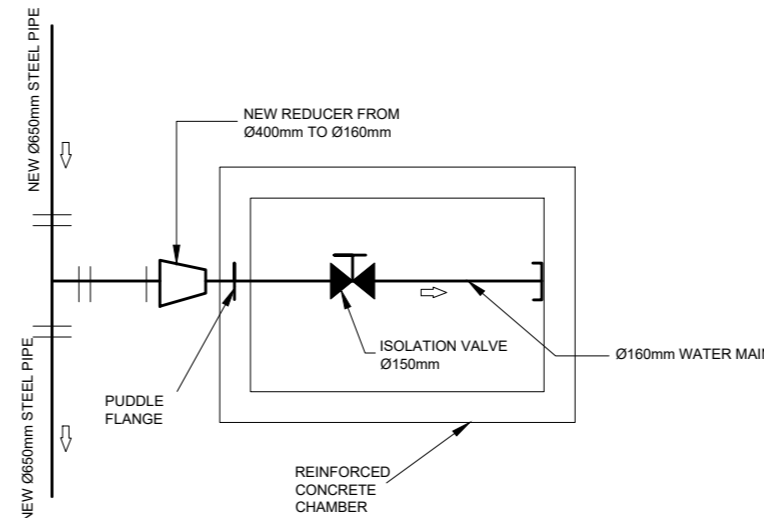 NEW Ø650mm STEEL PIPE
NEW REDUCER FROM
Ø400mm TO Ø160mm
ISOLATION VALVE
Ø150mm
Ø160mm WATER MAI
PUDDLE
FLANGE
NEW Ø650mm STEEL PIPE
REINFORCED
CONCRETE
CHAMBER